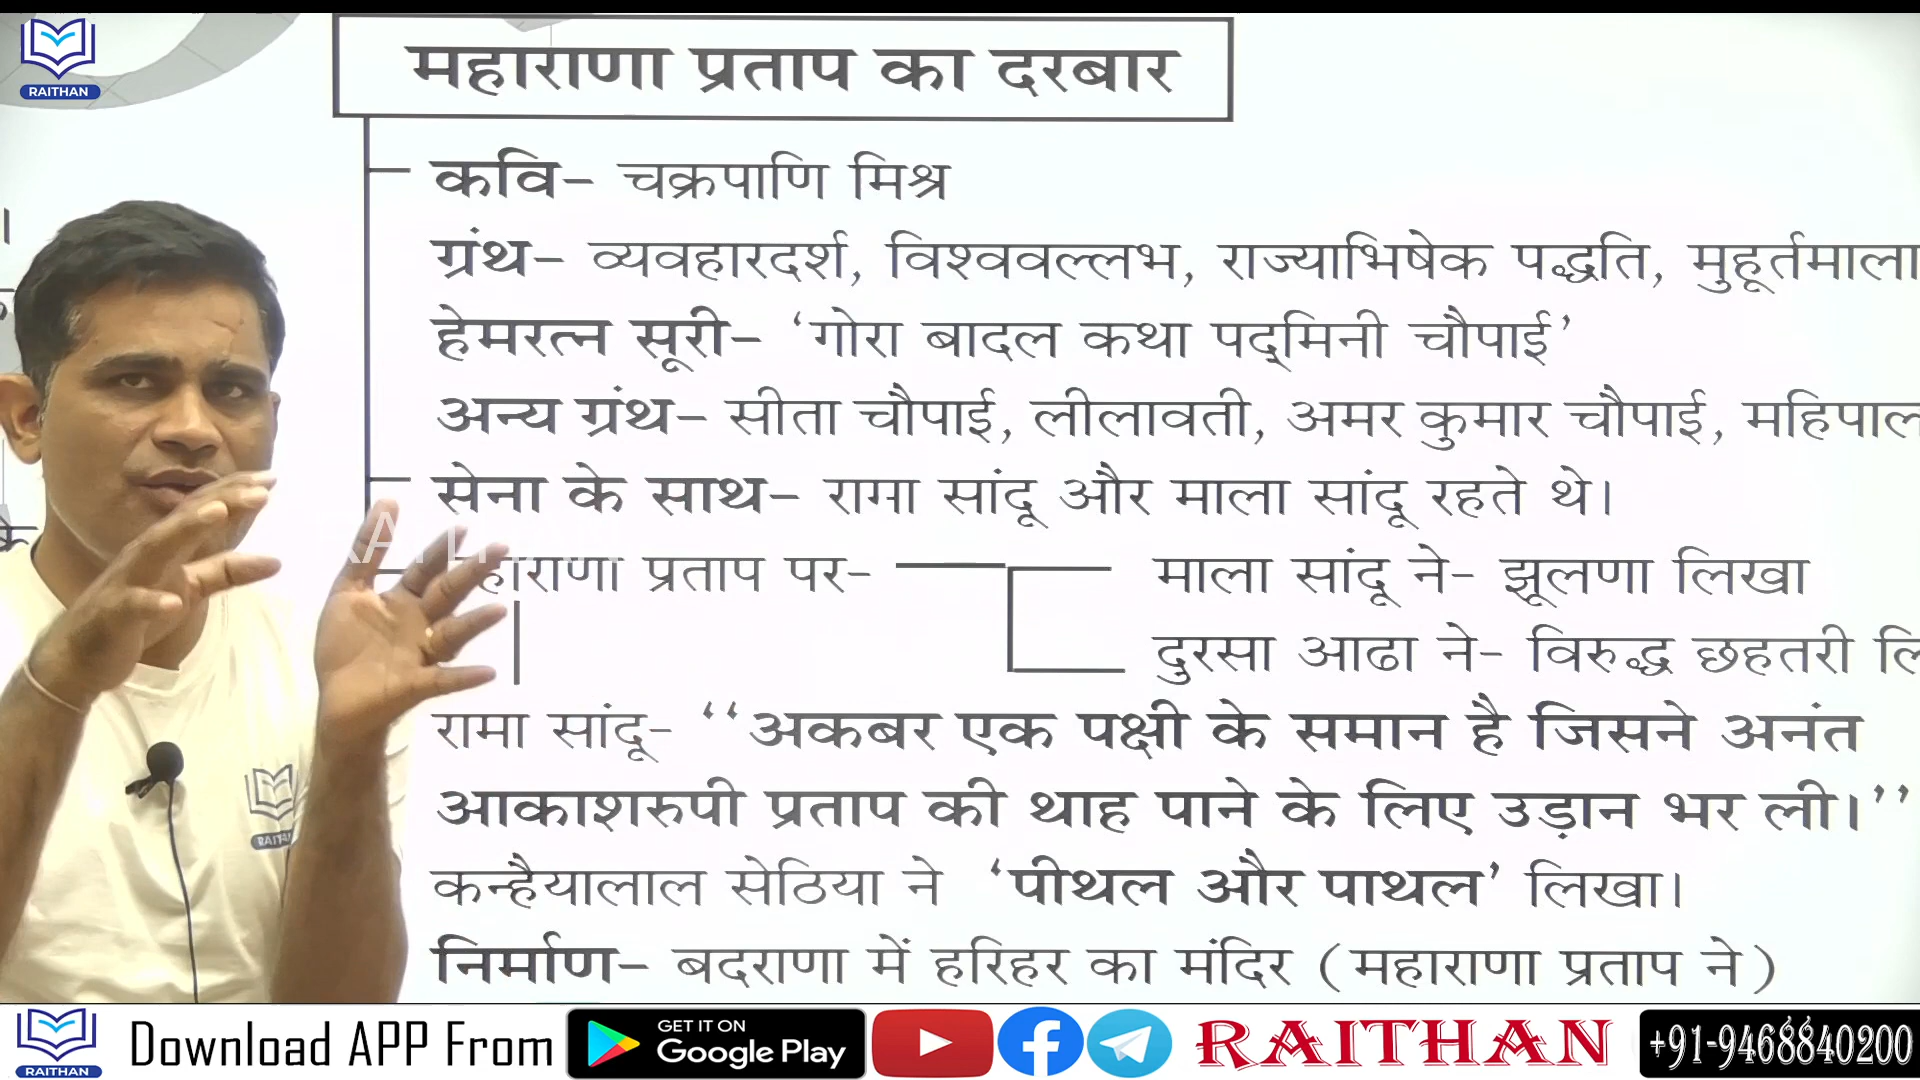 RAITHAN
महाराणा प्रताप का दरबार
कवि– चक्रपाणि मिश्र
ग्रंथ– व्यवहारदर्श, विश्ववल्लभ, राज्याभिषेक पद्धति, मुहूर्तमाला
हेमरत्न सूरी– ‘गोरा बादल कथा पद्मिनी चौपाई’
अन्य ग्रंथ– सीता चौपाई, लीलावती, अमर कुमार चौपाई, महिपाल
सेना के साथ– रामा सांदू और माला सांदू रहते थे।
RAITHAN
प्रताप पर–
माला सांदू ने– झूलणा लिखा
दुरसा आढा ने– विरुद्ध छहतरी
रामा सांदू– ‘‘अकबर एक पक्षी के समान है जिसने अनंत
आकाशरुपी प्रताप की थाह पाने के लिए उड़ान भर ली।’’
कन्हैयालाल सेठिया ने ‘पीथल और पाथल’ लिखा।
निर्माण– बदराणा में हरिहर का मंदिर (महाराणा प्रताप ने)
RAITHAN
Download APP From
GET IT ON
Google Play
RAITHAN
+91-9468840200